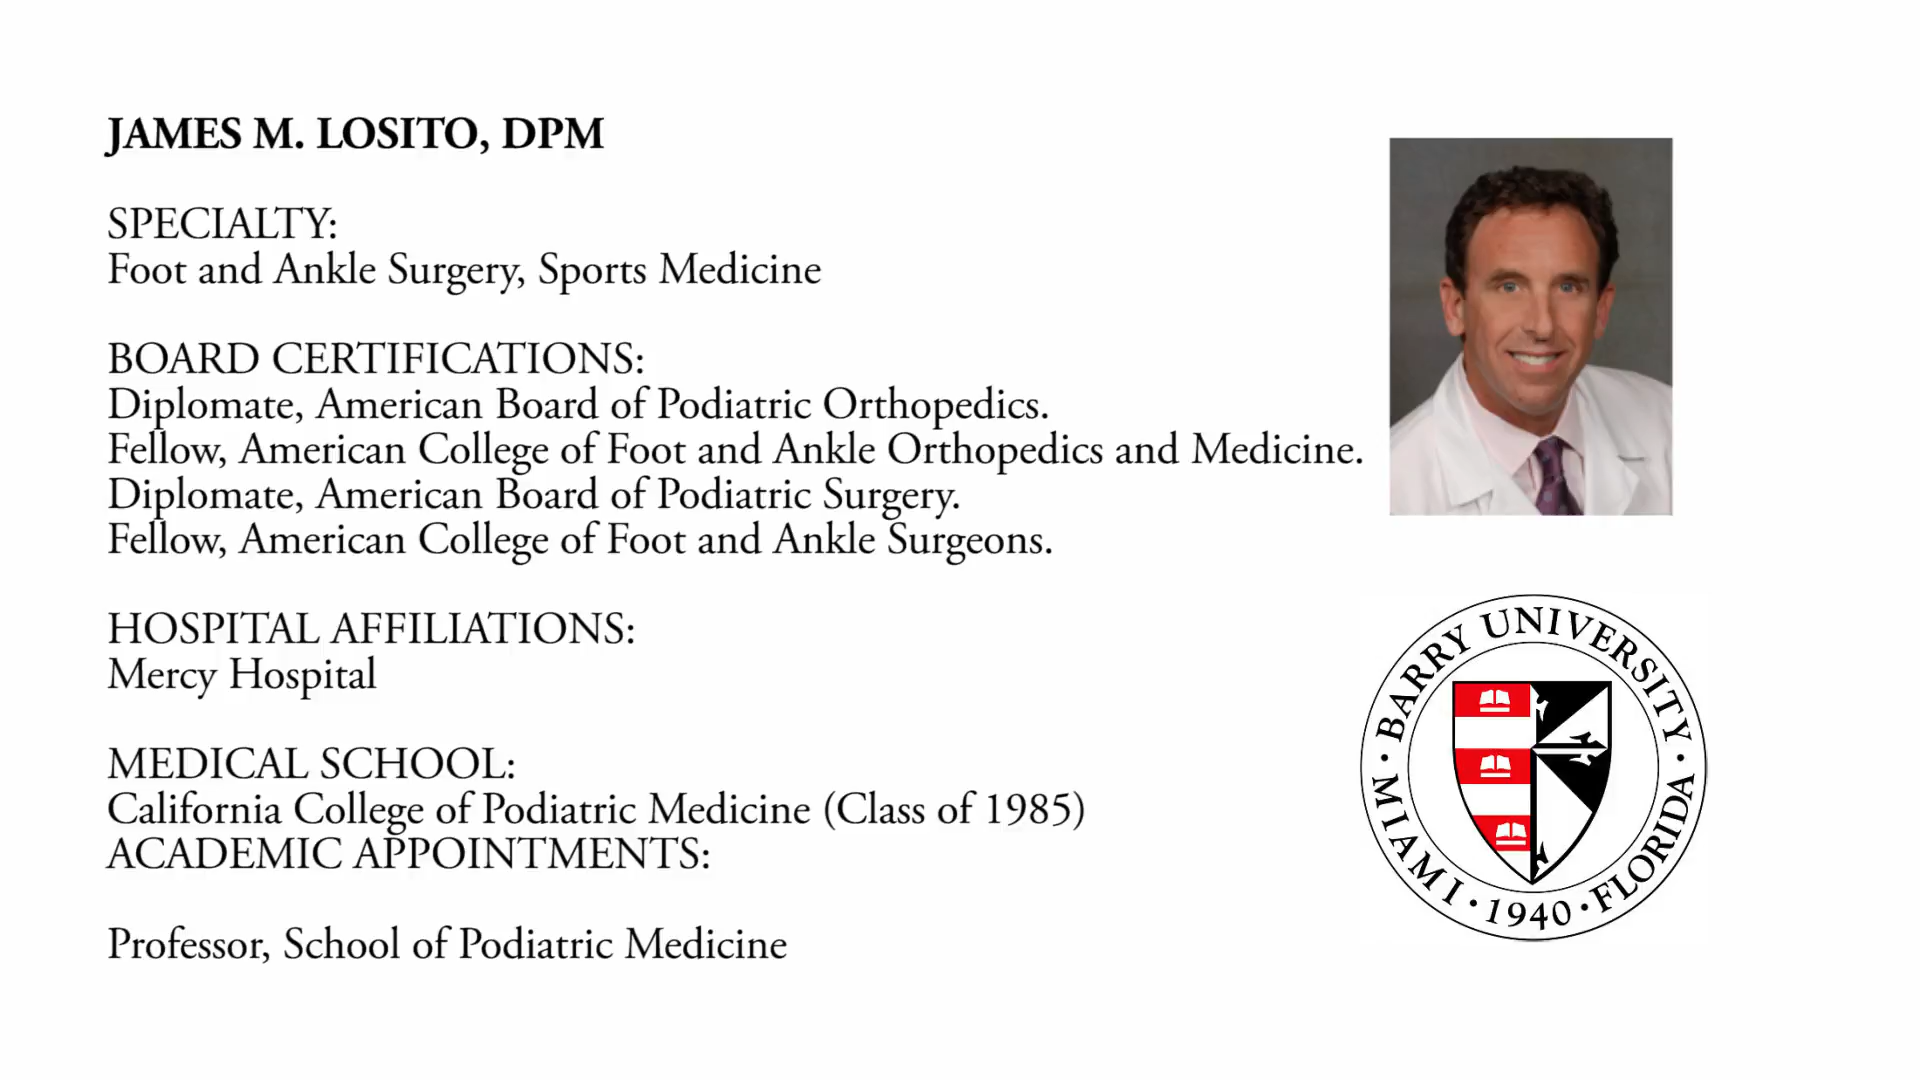 JAMES M. LOSITO, DPM
SPECIALTY:
Foot and Ankle Surgery, Sports Medicine
BOARD CERTIFICATIONS:
Diplomate, American Board of Podiatric Orthopedics.
Fellow, American College of Foot and Ankle Orthopedics and Medicine.
Diplomate, American Board of Podiatric Surgery.
Fellow, American College of Foot and Ankle Surgeons.
HOSPITAL AFFILIATIONS:
Mercy Hospital
MEDICAL SCHOOL:
California College of Podiatric Medicine (Class of 1985)
ACADEMIC APPOINTMENTS:
Professor, School of Podiatric Medicine
· BARRY UNIVERSITY ·
MIAMI · 1940 · FLORIDA